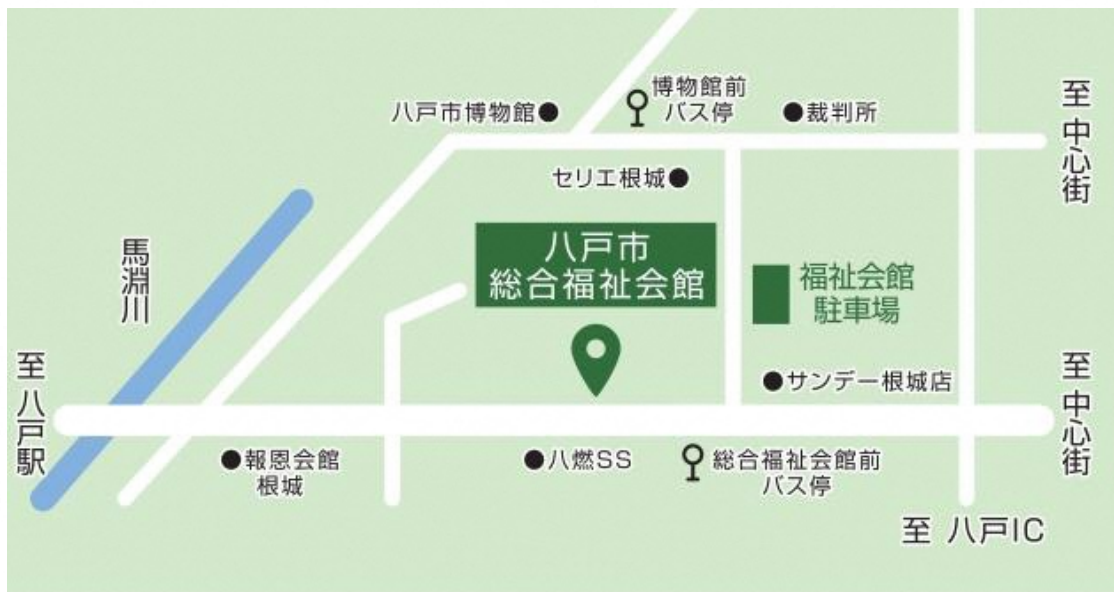 博物館前
バス停
八戸市博物館
裁判所
至 中心街
セリエ根城
八戸市
総合福祉会館
馬淵川
福祉会館
駐車場
至 八戸駅
サンデー根城店
至 中心街
報恩会館
根城
八燃SS
総合福祉会館前
バス停
至 八戸IC